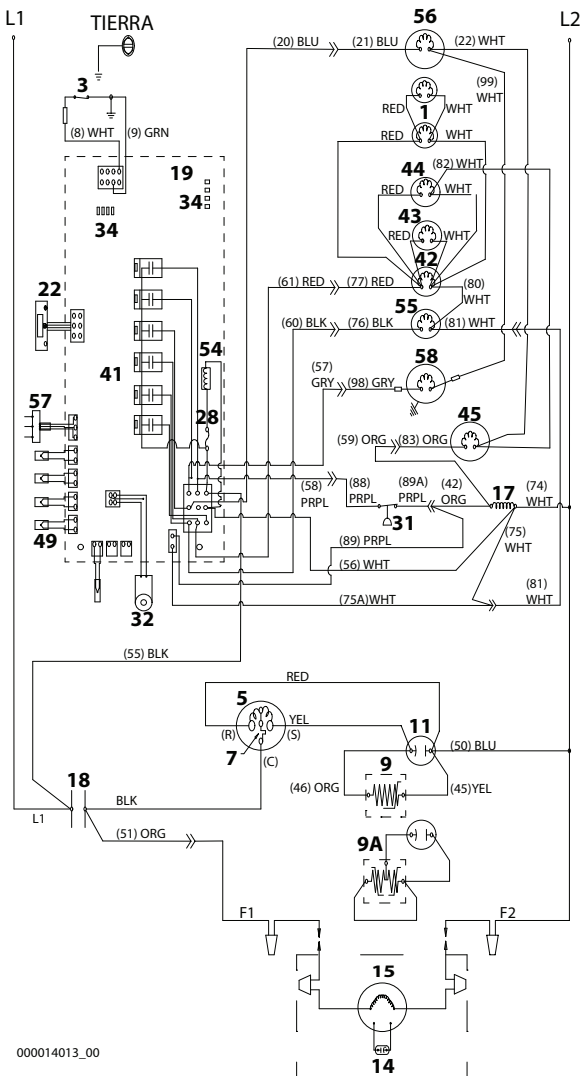 L1
TIERRA
L2
56
(20) BLU
(21) BLU
(22) WHT
3
(99)
WHT
RED
WHT
1
(8) WHT
(9) GRN
RED
WHT
19
44
(82) WHT
34
RED
WHT
34
43
RED
WHT
42
22
(61) RED
(77) RED
(80)
WHT
55
(60) BLK
(76) BLK
(81) WHT
54
(57)
GRY
58
41
(98) GRY
57
28
45
(59) ORG
(83) ORG
(58)
PRPL
(88)
PRPL
(89A)
PRPL
(42)
ORG
17
(74)
WHT
31
49
(75)
WHT
(89) PRPL
(56) WHT
(81)
WHT
32
(75A)WHT
(55) BLK
RED
5
YEL
11
(R)
(S)
7
(50) BLU
(C)
9
18
(46) ORG
(45)YEL
BLK
L1
(51) ORG
9A
F1
F2
15
14
000014013_00